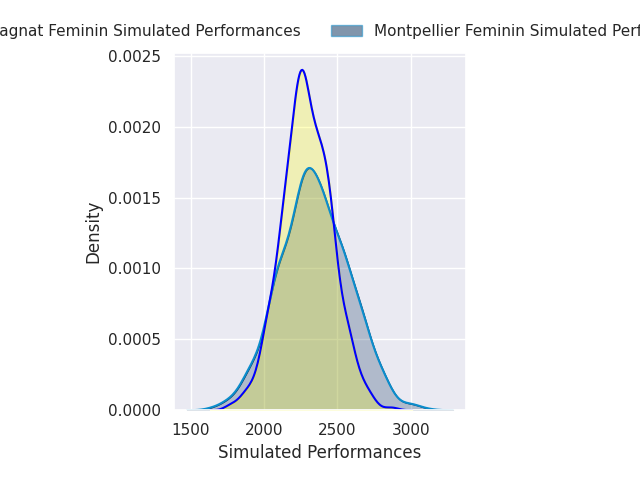 agnat Feminin Simulated Performances
Montpellier Feminin Simulated Perf
0.0025
0.0020
0.0015
0.0010
0.0005
0.0000
Density
1500 2000 2500 3000
Simulated Performances